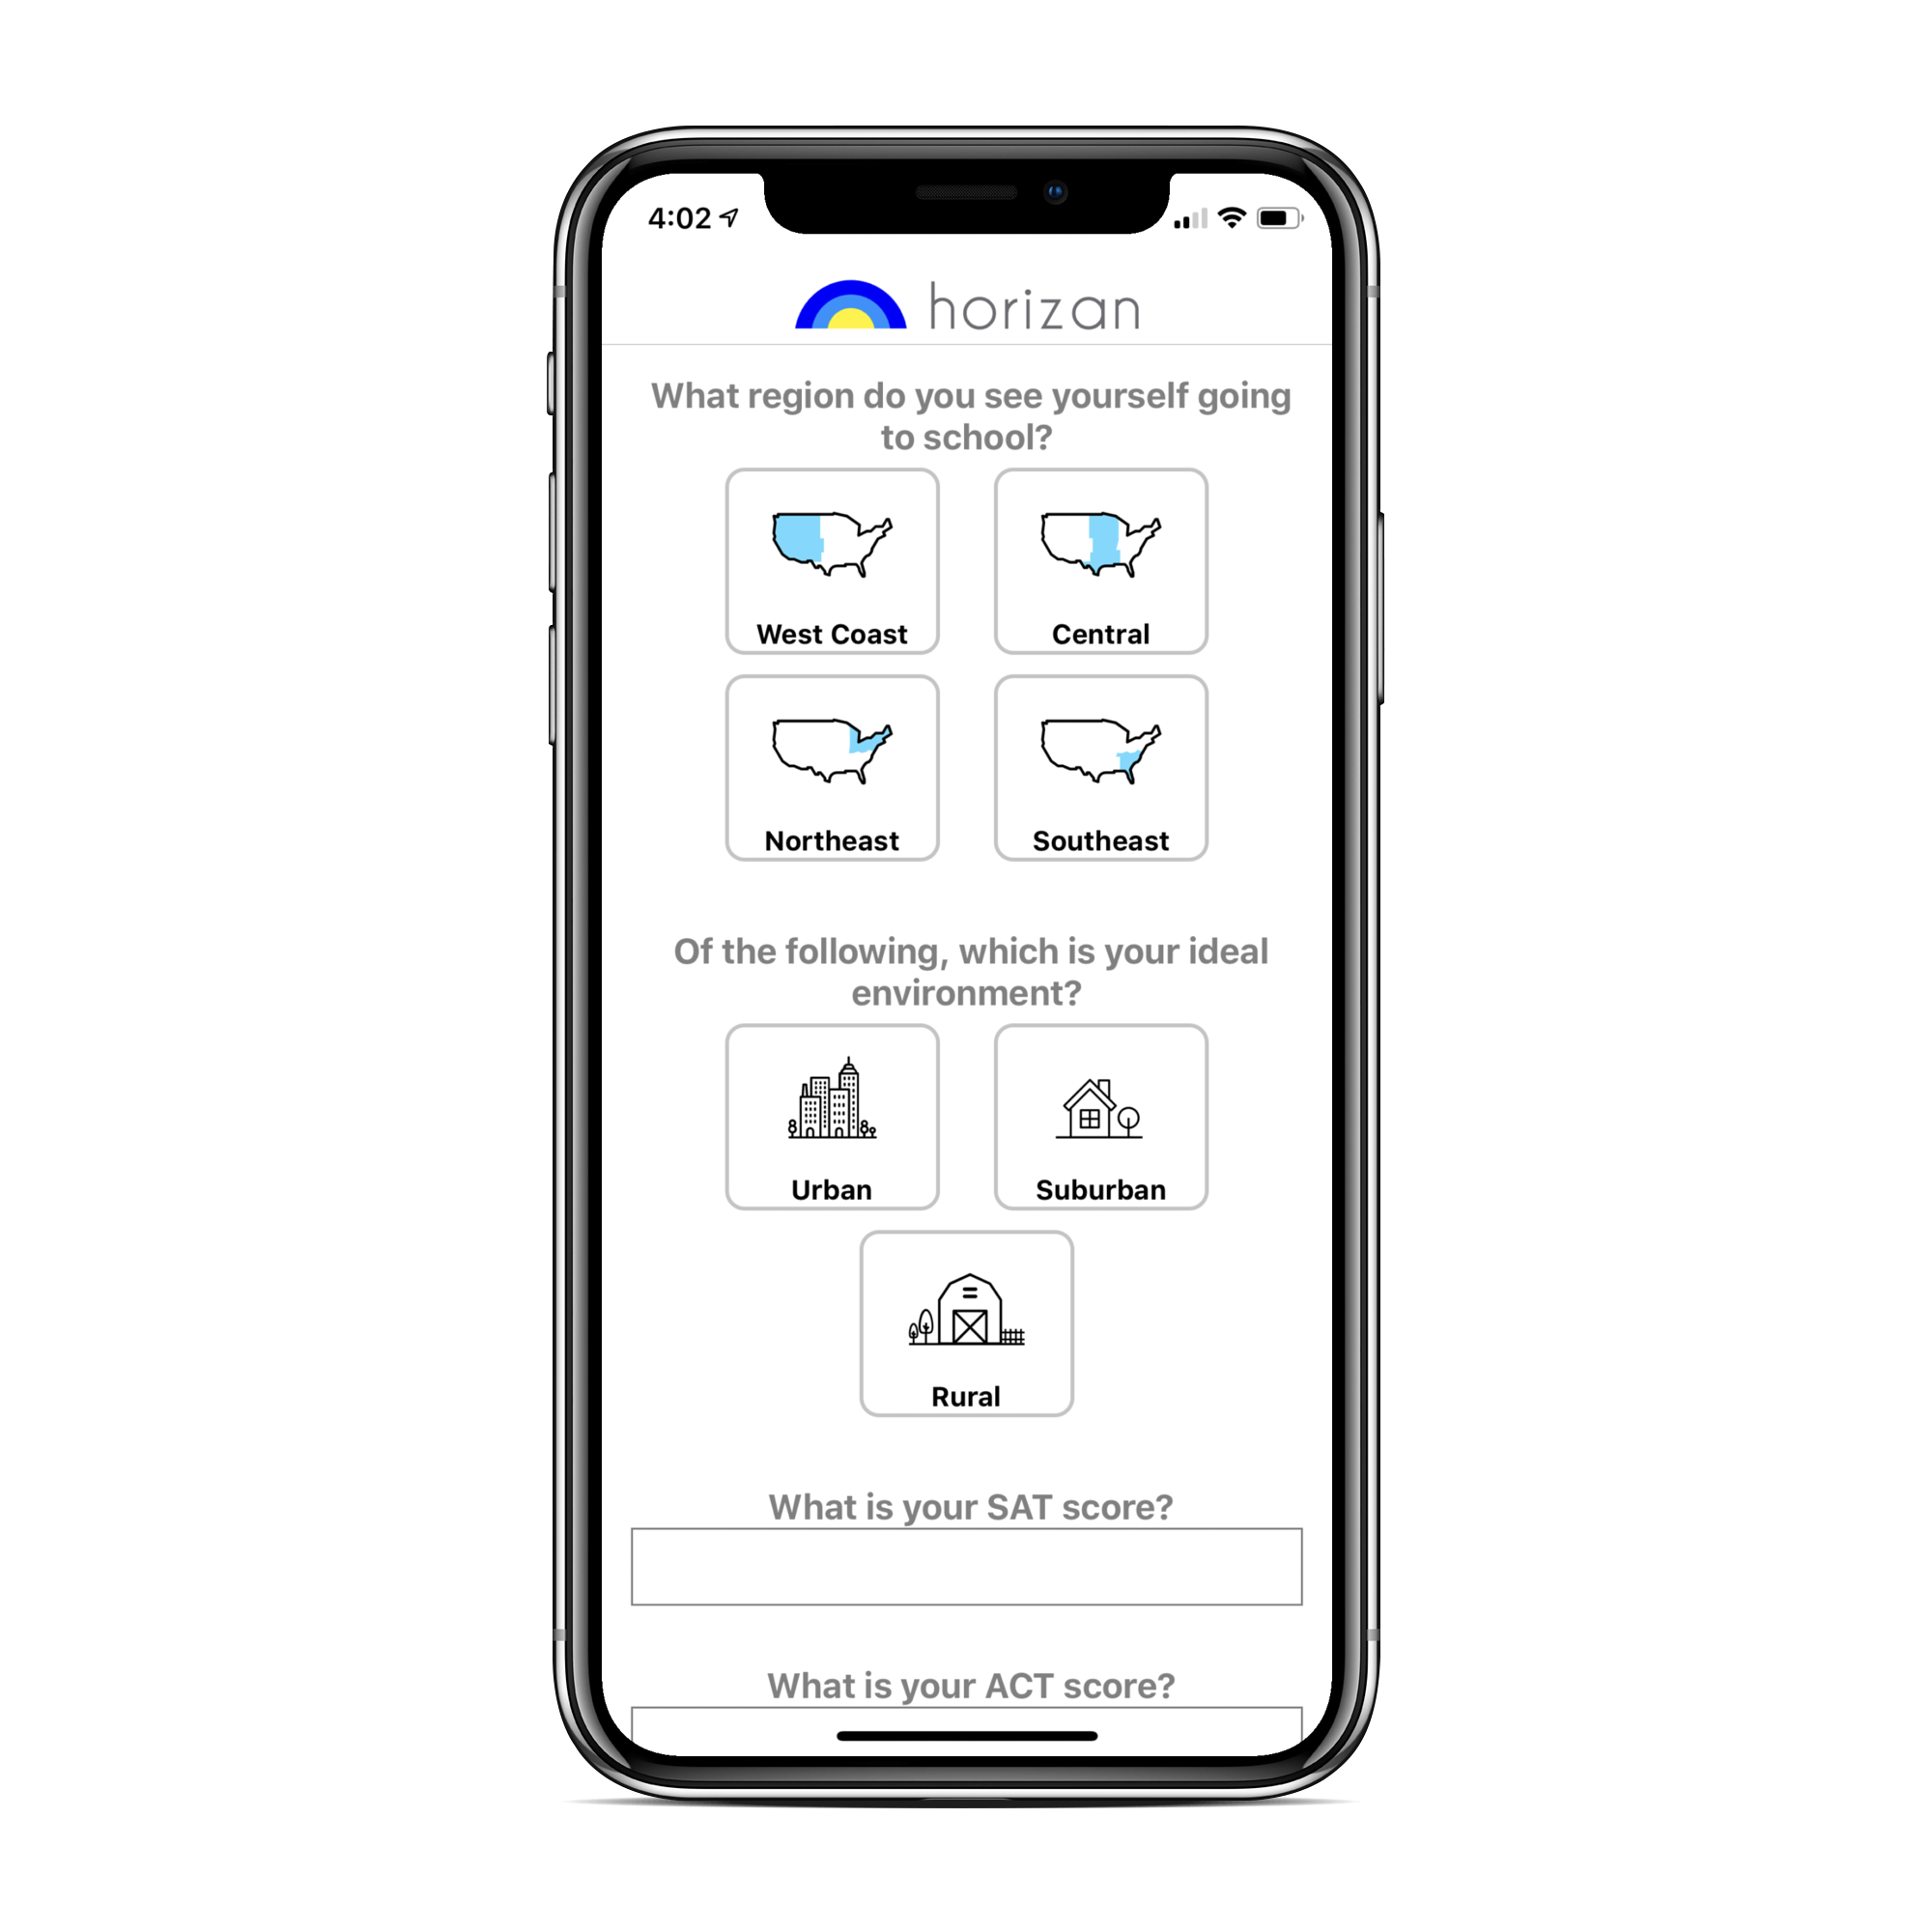 4:02
horizan
What region do you see yourself going
to school?
West Coast
Central
Northeast
Southeast
Of the following, which is your ideal
environment?
Urban
Suburban
Rural
What is your SAT score?
What is your ACT score?